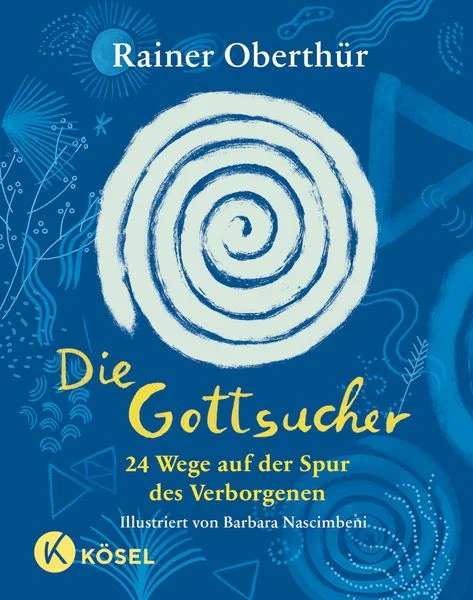 Rainer Oberthür
Die
Gottsucher
24 Wege auf der Spur
des Verborgenen
Illustriert von Barbara Nascimbeni
K KÖSEL